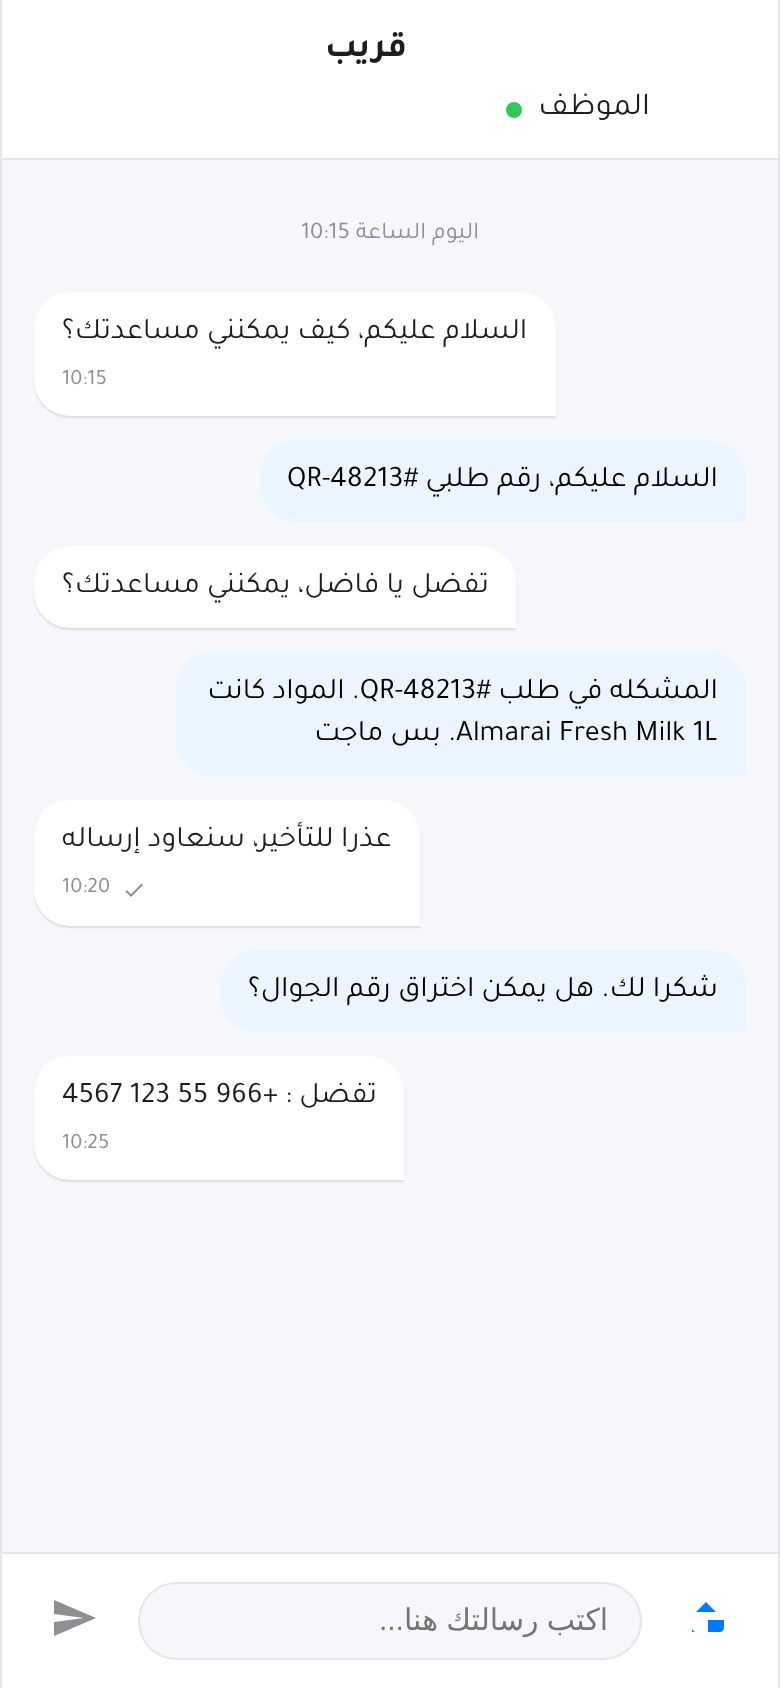 قريب
الموظف
اليوم الساعة 10:15
السلام عليكم، كيف يمكنني مساعدتك؟
10:15
السلام عليكم، رقم طلبي #QR-48213
تفضل يا فاضل، يمكنني مساعدتك؟
المشكله في طلب #QR-48213. المواد كانت
Almarai Fresh Milk 1L. بس ماجت
عذرا للتأخير، سنعاود إرساله
10:20
شكرا لك. هل يمكن اختراق رقم الجوال؟
تفضل : +966 55 123 4567
10:25
اكتب رسالتك هنا...